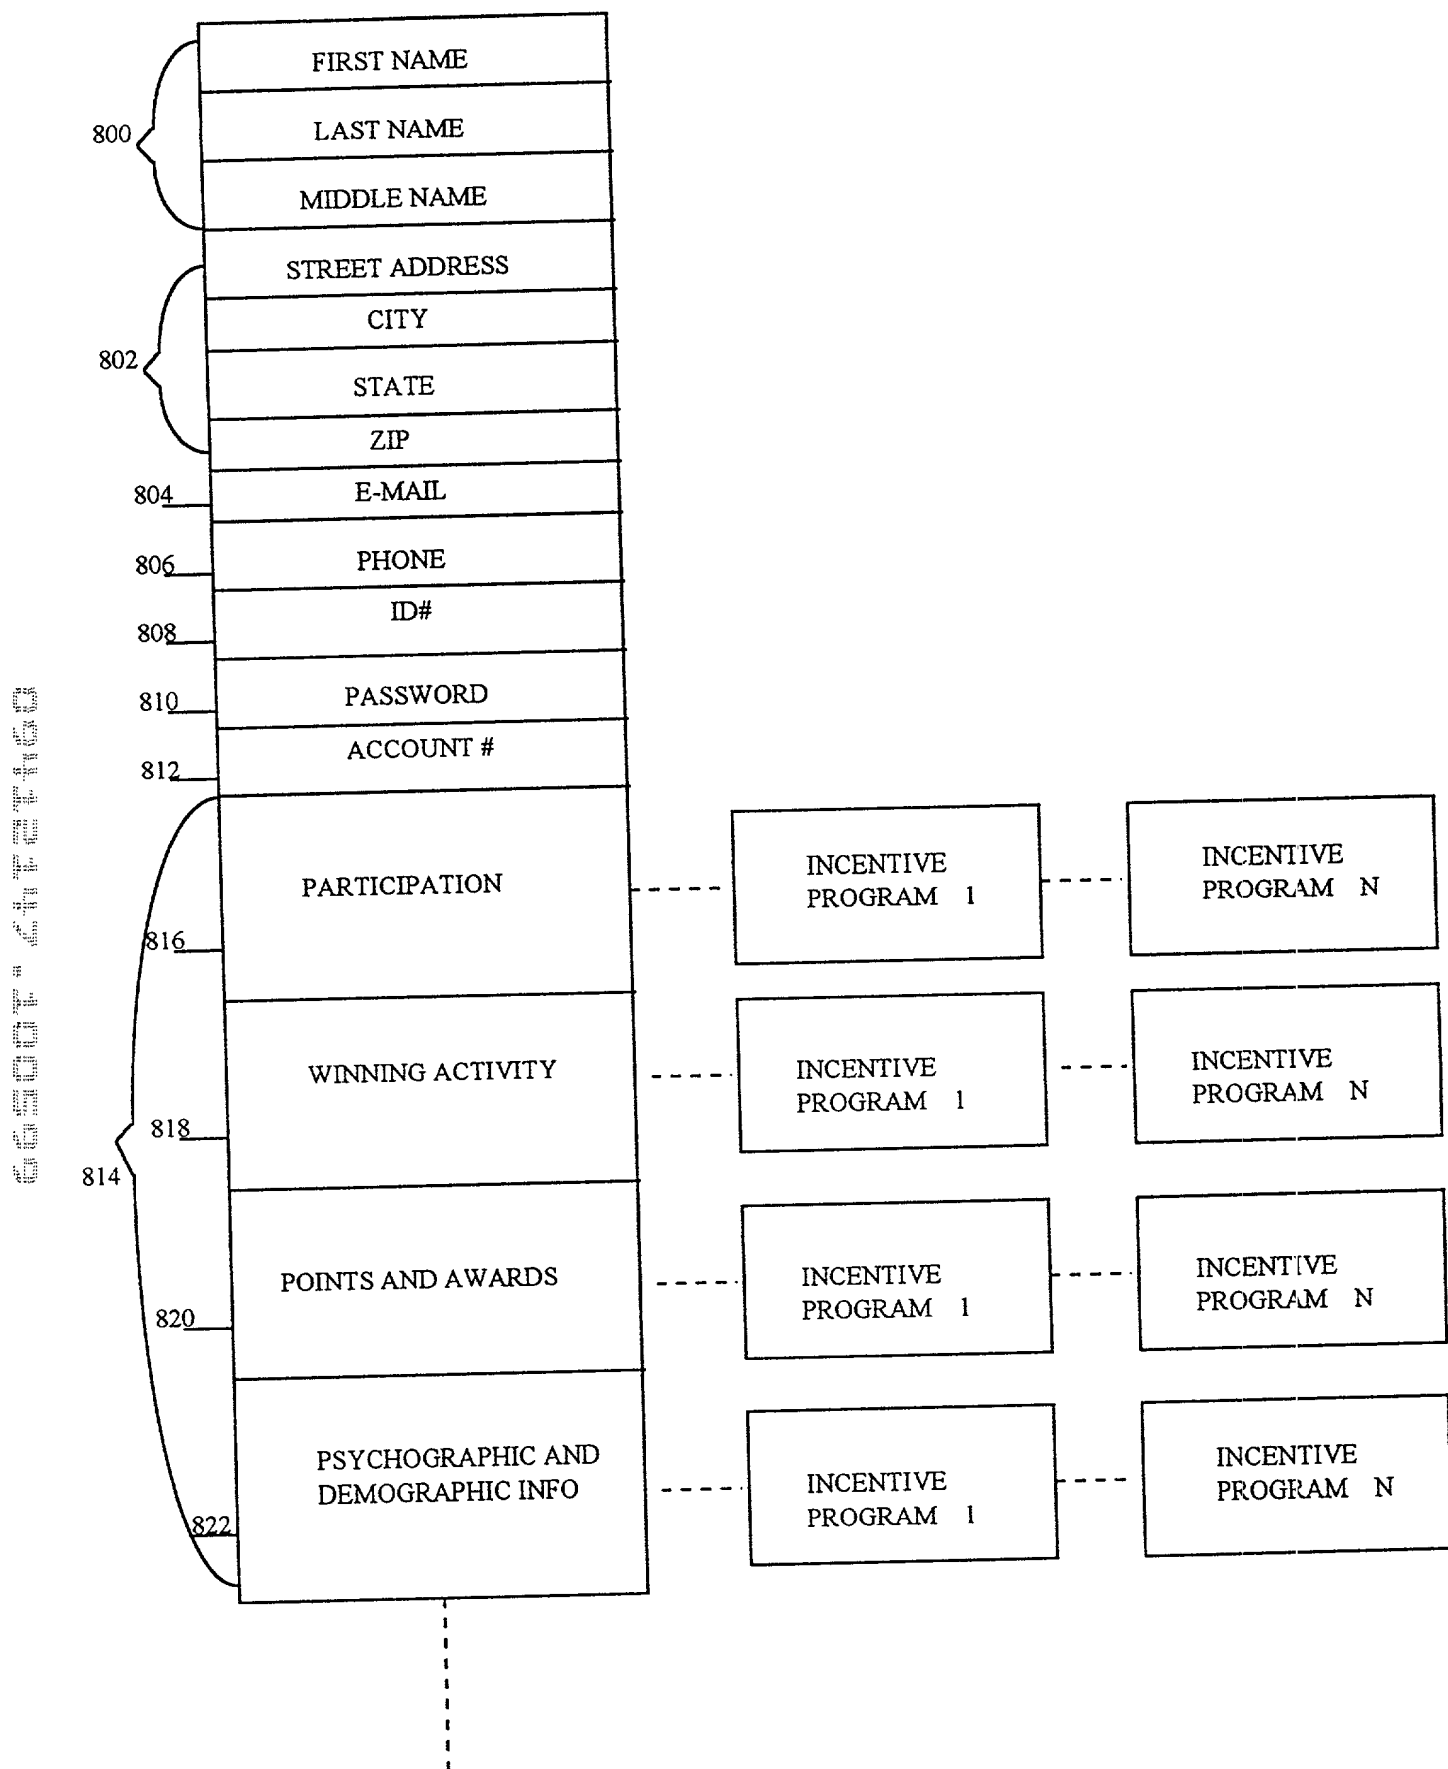 FIRST NAME
800
LAST NAME
MIDDLE NAME
STREET ADDRESS
CITY
802
STATE
ZIP
804
E-MAIL
806
PHONE
808
ID#
810
PASSWORD
812
ACCOUNT #
814
816
PARTICIPATION
INCENTIVE
PROGRAM 1
INCENTIVE
PROGRAM N
818
WINNING ACTIVITY
INCENTIVE
PROGRAM 1
INCENTIVE
PROGRAM N
820
POINTS AND AWARDS
INCENTIVE
PROGRAM 1
INCENTIVE
PROGRAM N
822
PSYCHOGRAPHIC AND
DEMOGRAPHIC INFO
INCENTIVE
PROGRAM 1
INCENTIVE
PROGRAM N